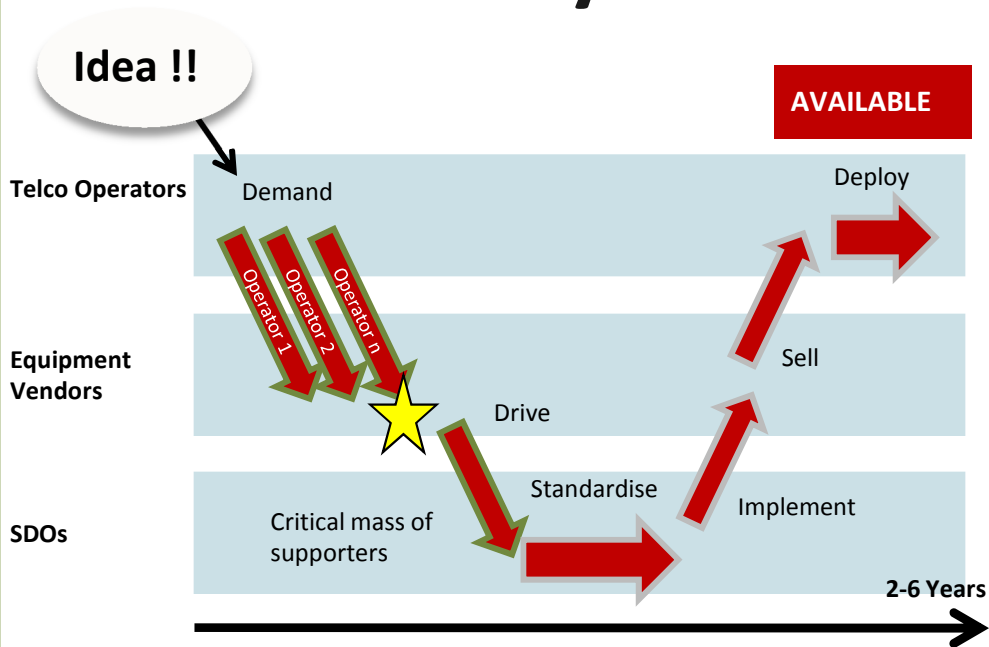 Idea !!
AVAILABLE
Telco Operators
Demand
Deploy
Operator 1
Operator 2
Operator n
Equipment
Vendors
Sell
Drive
Standardise
Critical mass of
supporters
Implement
SDOs
2-6 Years